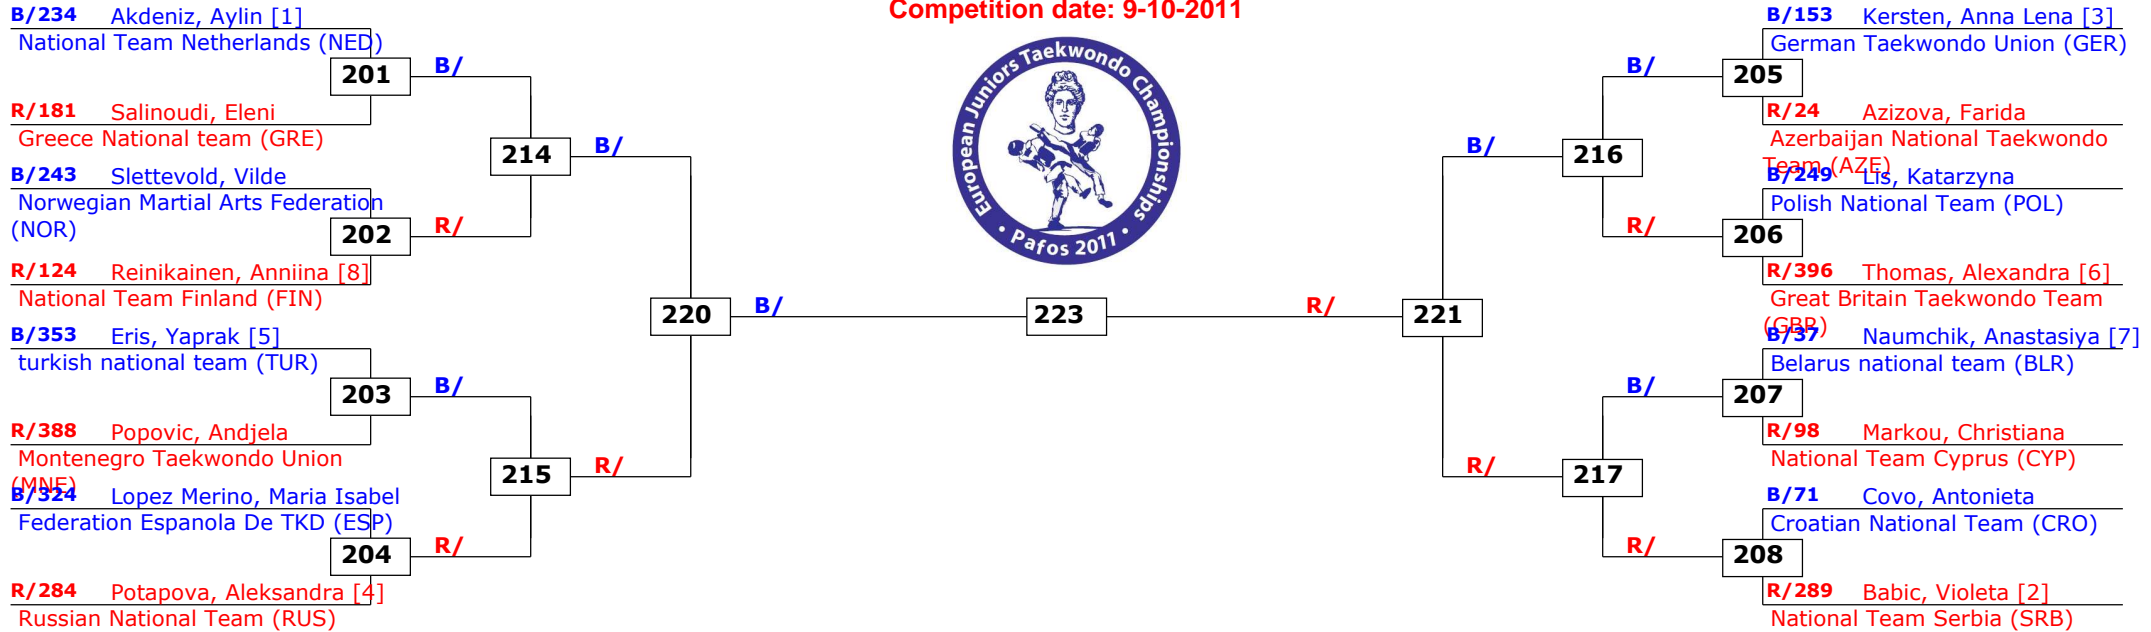 Competition date: 9-10-2011
European Juniors Taekwondo Championships
• Pafos 2011 •
B/234 Akdeniz, Aylin [1]
National Team Netherlands (NED)
201
B/
R/181 Salinoudi, Eleni
Greece National team (GRE)
214
B/
B/243 Slettevold, Vilde
Norwegian Martial Arts Federation
(NOR)
202
R/
R/124 Reinikainen, Anniina [8]
National Team Finland (FIN)
220
B/
B/353 Eris, Yaprak [5]
turkish national team (TUR)
203
B/
R/388 Popovic, Andjela
Montenegro Taekwondo Union
(MNE)
215
R/
B/324 Lopez Merino, Maria Isabel
Federation Espanola De TKD (ESP)
204
R/
R/284 Potapova, Aleksandra [4]
Russian National Team (RUS)
223
B/153 Kersten, Anna Lena [3]
German Taekwondo Union (GER)
B/
205
R/24 Azizova, Farida
Azerbaijan National Taekwondo
Team (AZE)
B/
216
B/249 Lis, Katarzyna
Polish National Team (POL)
R/
206
R/396 Thomas, Alexandra [6]
Great Britain Taekwondo Team
(GBR)
R/
221
B/37 Naumchik, Anastasiya [7]
Belarus national team (BLR)
B/
207
R/98 Markou, Christiana
National Team Cyprus (CYP)
R/
217
B/71 Covo, Antonieta
Croatian National Team (CRO)
R/
208
R/289 Babic, Violeta [2]
National Team Serbia (SRB)